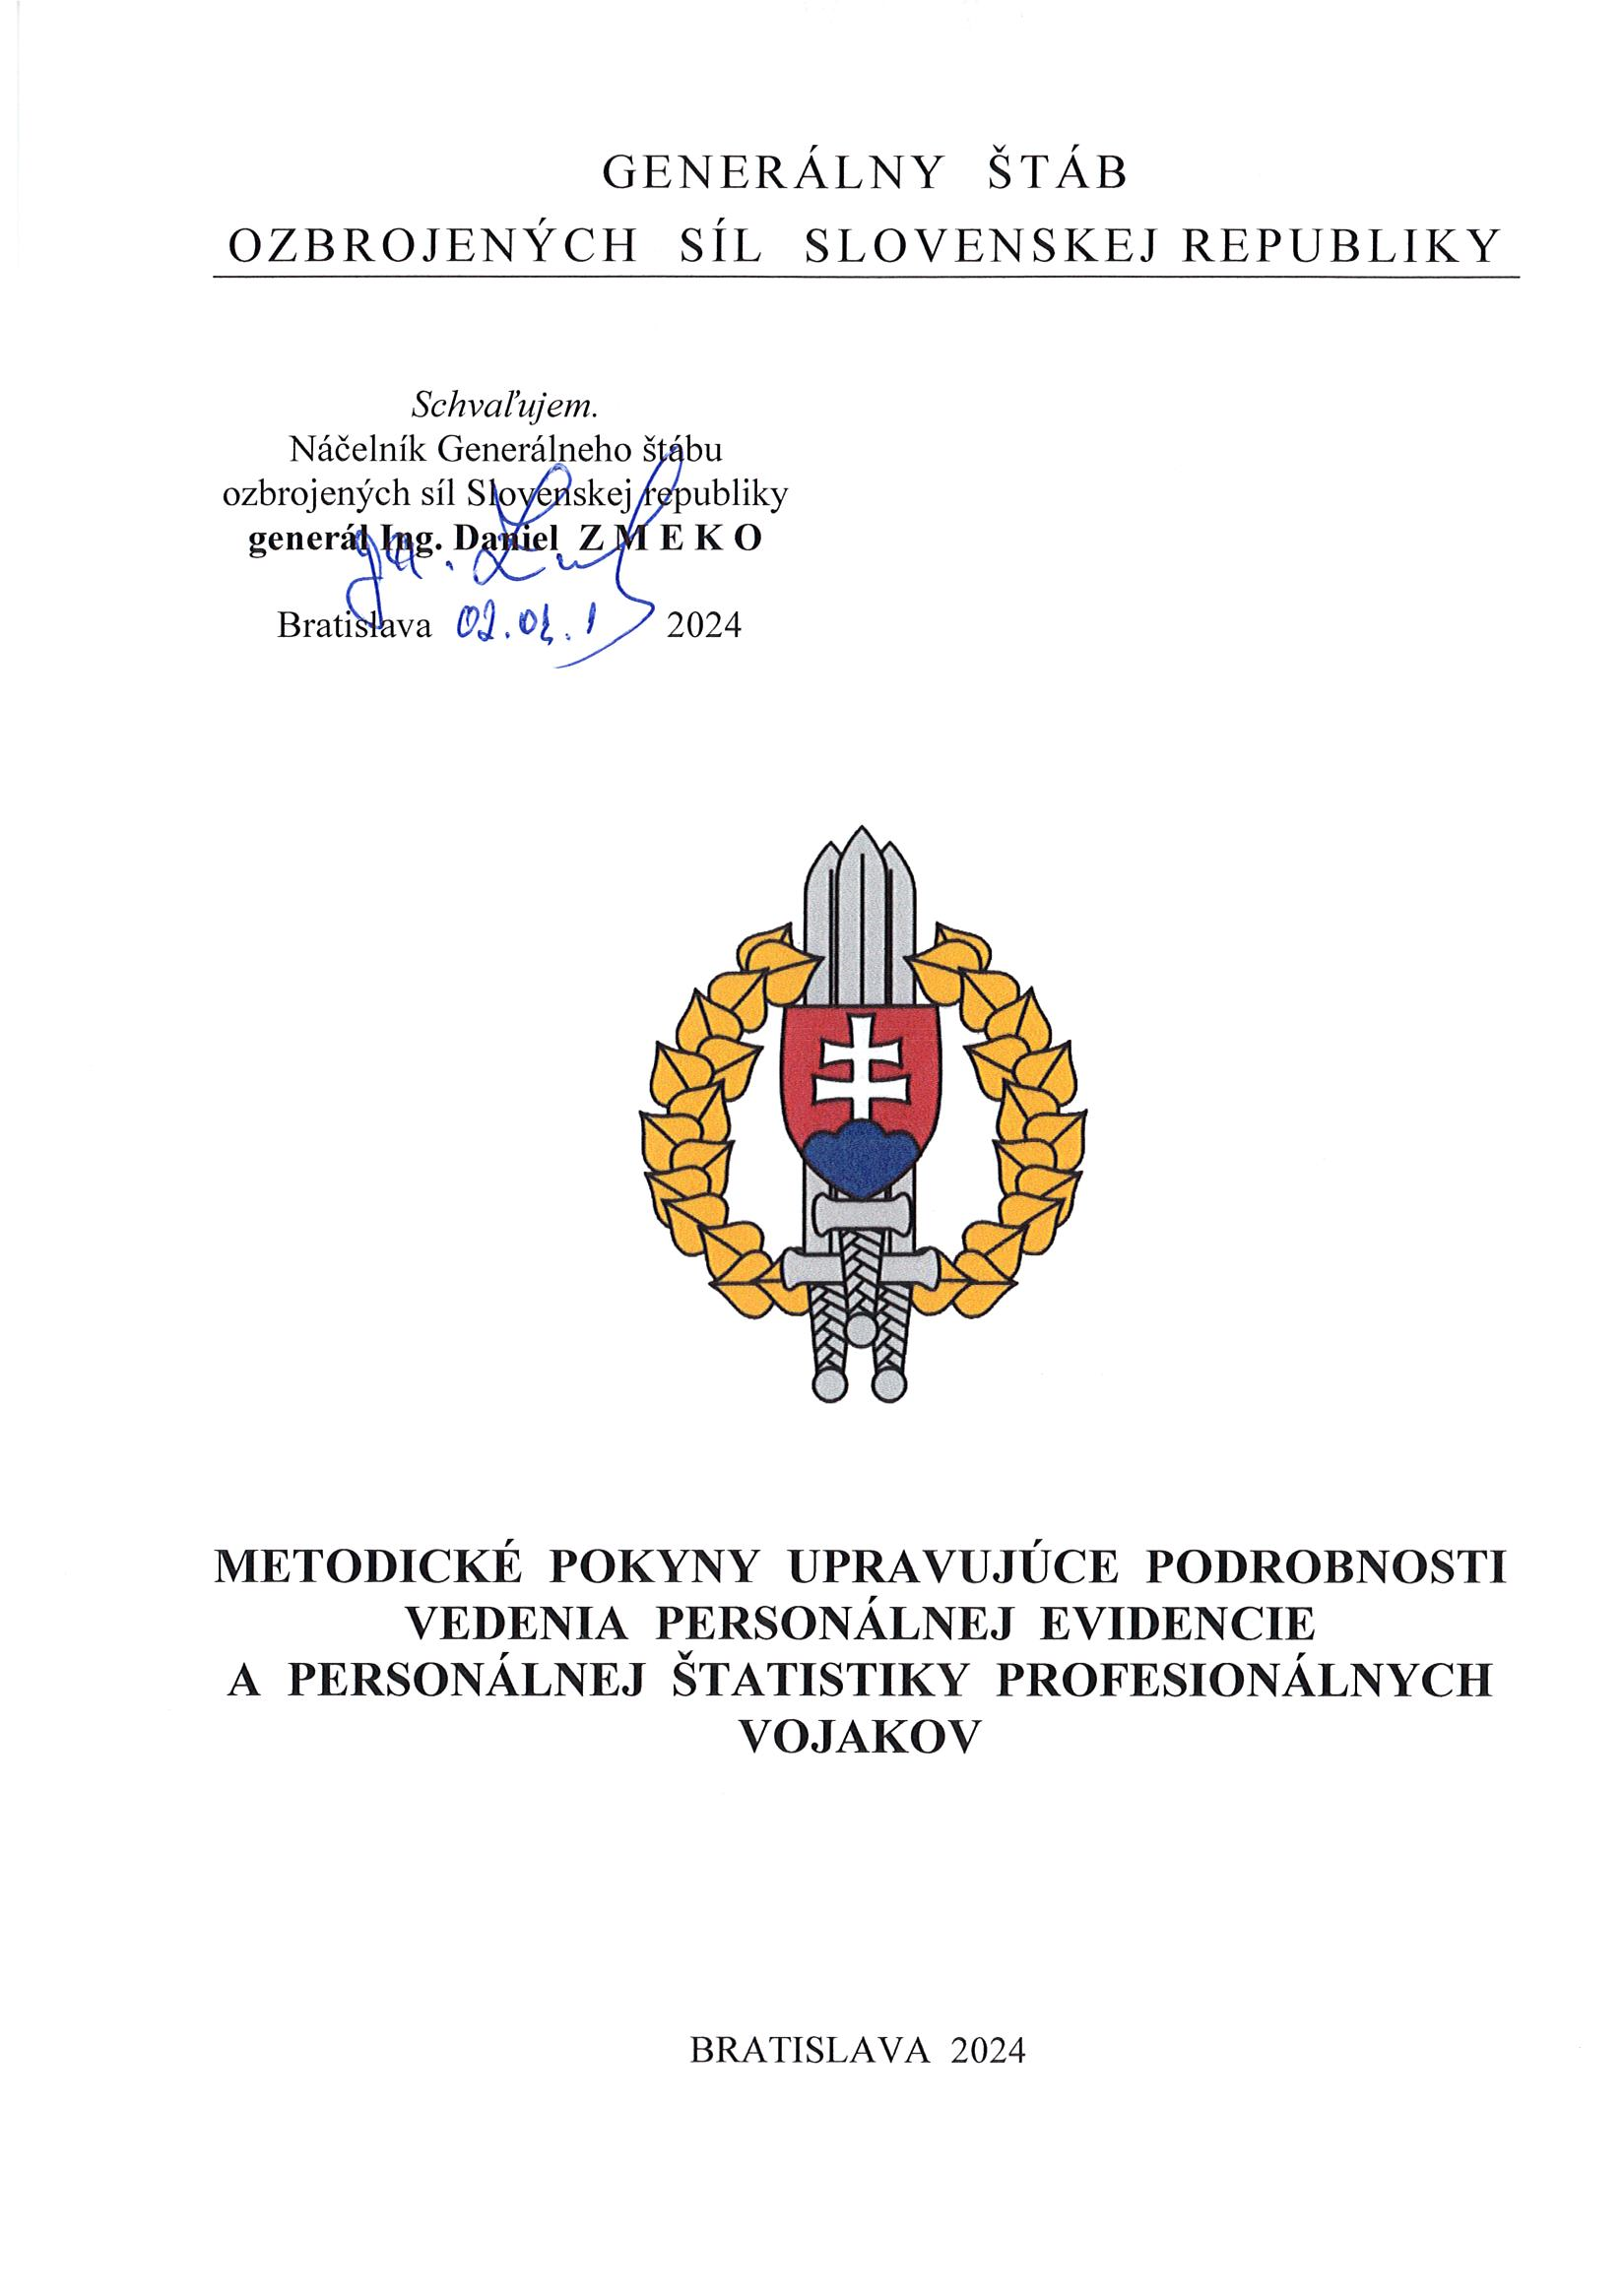 GENERÁLNY ŠTÁB
OZBROJENÝCH SÍL SLOVENSKEJ REPUBLIKY
Schvaľujem.
Náčelník Generálneho štábu
ozbrojených síl Slovenskej republiky
generál Ing. Daniel Z M E K O
Bratislava 2024
METODICKÉ POKYNY UPRAVUJÚCE PODROBNOSTI
VEDENIA PERSONÁLNEJ EVIDENCIE
A PERSONÁLNEJ ŠTATISTIKY PROFESIONÁLNYCH
VOJAKOV
BRATISLAVA 2024